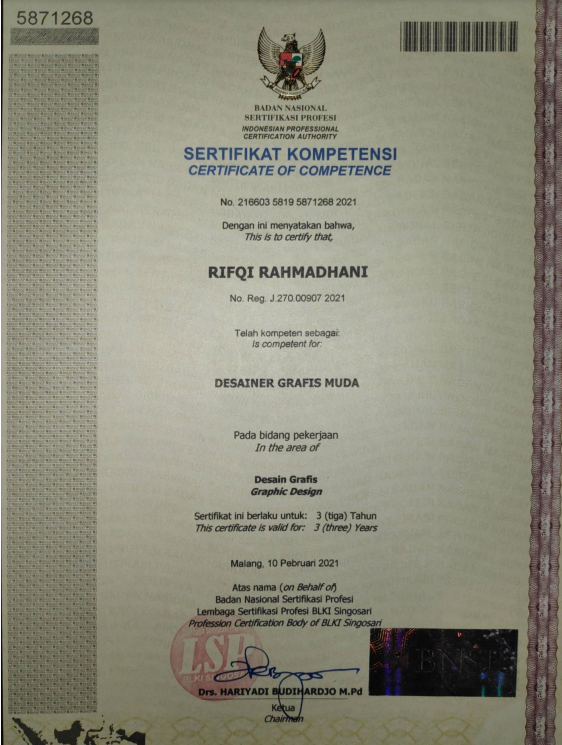 5871268
BADAN NASIONAL
SERTIFIKASI PROFESI
INDONESIAN PROFESSIONAL
CERTIFICATION AUTHORITY
SERTIFIKAT KOMPETENSI
CERTIFICATE OF COMPETENCE
No. 216603 5819 5871268 2021
Dengan ini menyatakan bahwa,
This is to certify that,
RIFQI RAHMADHANI
No. Reg. J.270.00907 2021
Telah kompeten sebagai:
Is competent for:
DESAINER GRAFIS MUDA
Pada bidang pekerjaan
In the area of
Desain Grafis
Graphic Design
Sertifikat ini berlaku untuk: 3 (tiga) Tahun
This certificate is valid for: 3 (three) Years
Malang, 10 Pebruari 2021
Atas nama (on Behalf of)
Badan Nasional Sertifikasi Profesi
Lembaga Sertifikasi Profesi BLKI Singosari
Profession Certification Body of BLKI Singosari
LSP
BLKI SINGOSARI
BNSP
Drs. HARIYADI BUDIHARDJO M.Pd
Ketua
Chairman